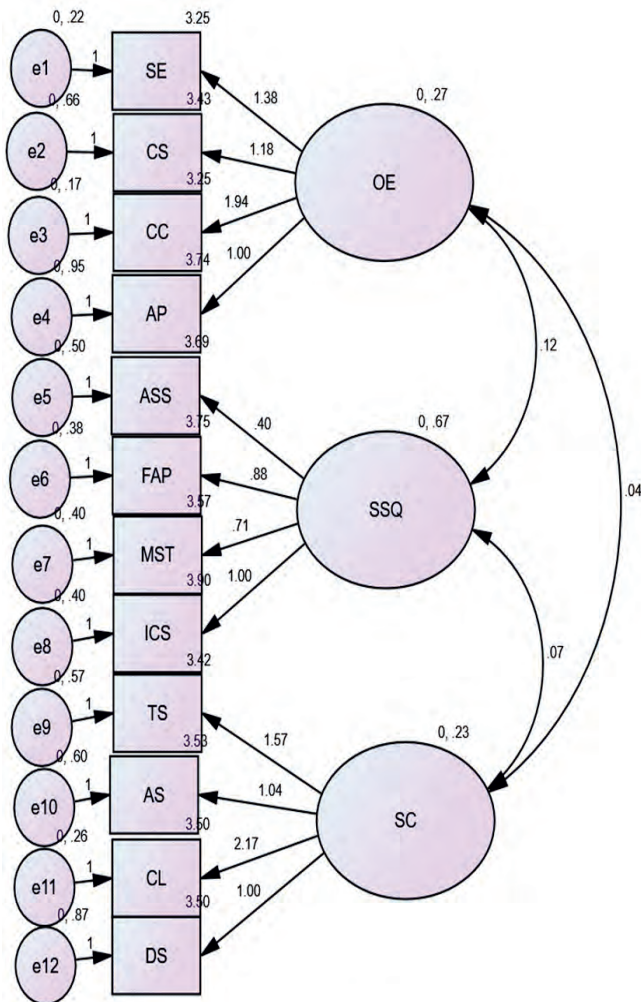 0, .22
3.25
e1
1
SE
0, .66
3.43
1.38
0, .27
e2
1
CS
1.18
OE
0, .17
3.25
e3
1
CC
1.94
0, .95
3.74
1.00
e4
1
AP
0, .50
3.69
.12
e5
1
ASS
0, .38
3.75
.40
0, .67
e6
1
FAP
.88
SSQ
.04
0, .40
3.57
.71
e7
1
MST
0, .40
3.90
1.00
e8
1
ICS
0, .57
3.42
.07
e9
1
TS
0, .60
3.53
1.57
0, .23
e10
1
AS
1.04
SC
0, .26
3.50
e11
1
CL
2.17
0, .87
3.50
1.00
e12
1
DS